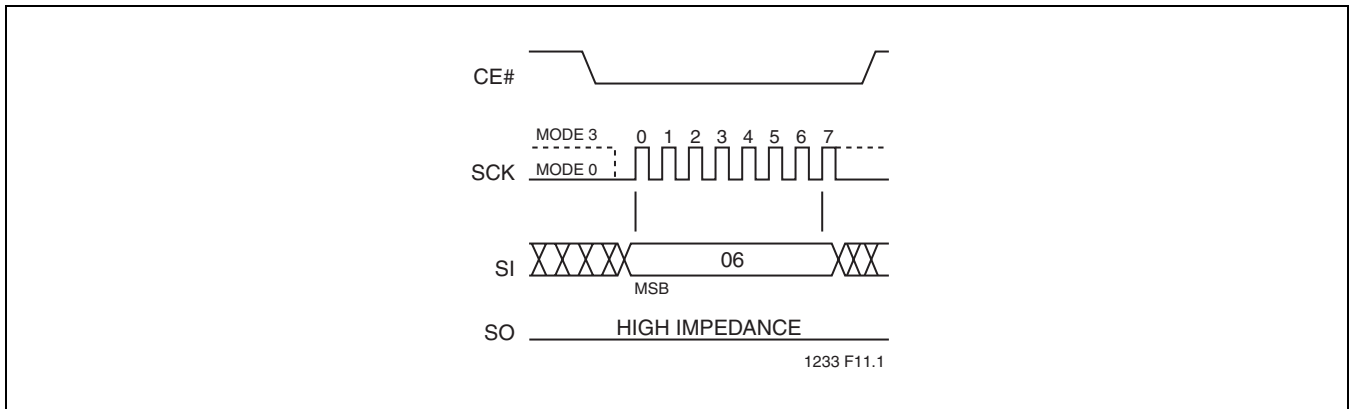 CE#
MODE 3
0 1 2 3 4 5 6 7
SCK
MODE 0
SI
06
MSB
SO
HIGH IMPEDANCE
1233 F11.1